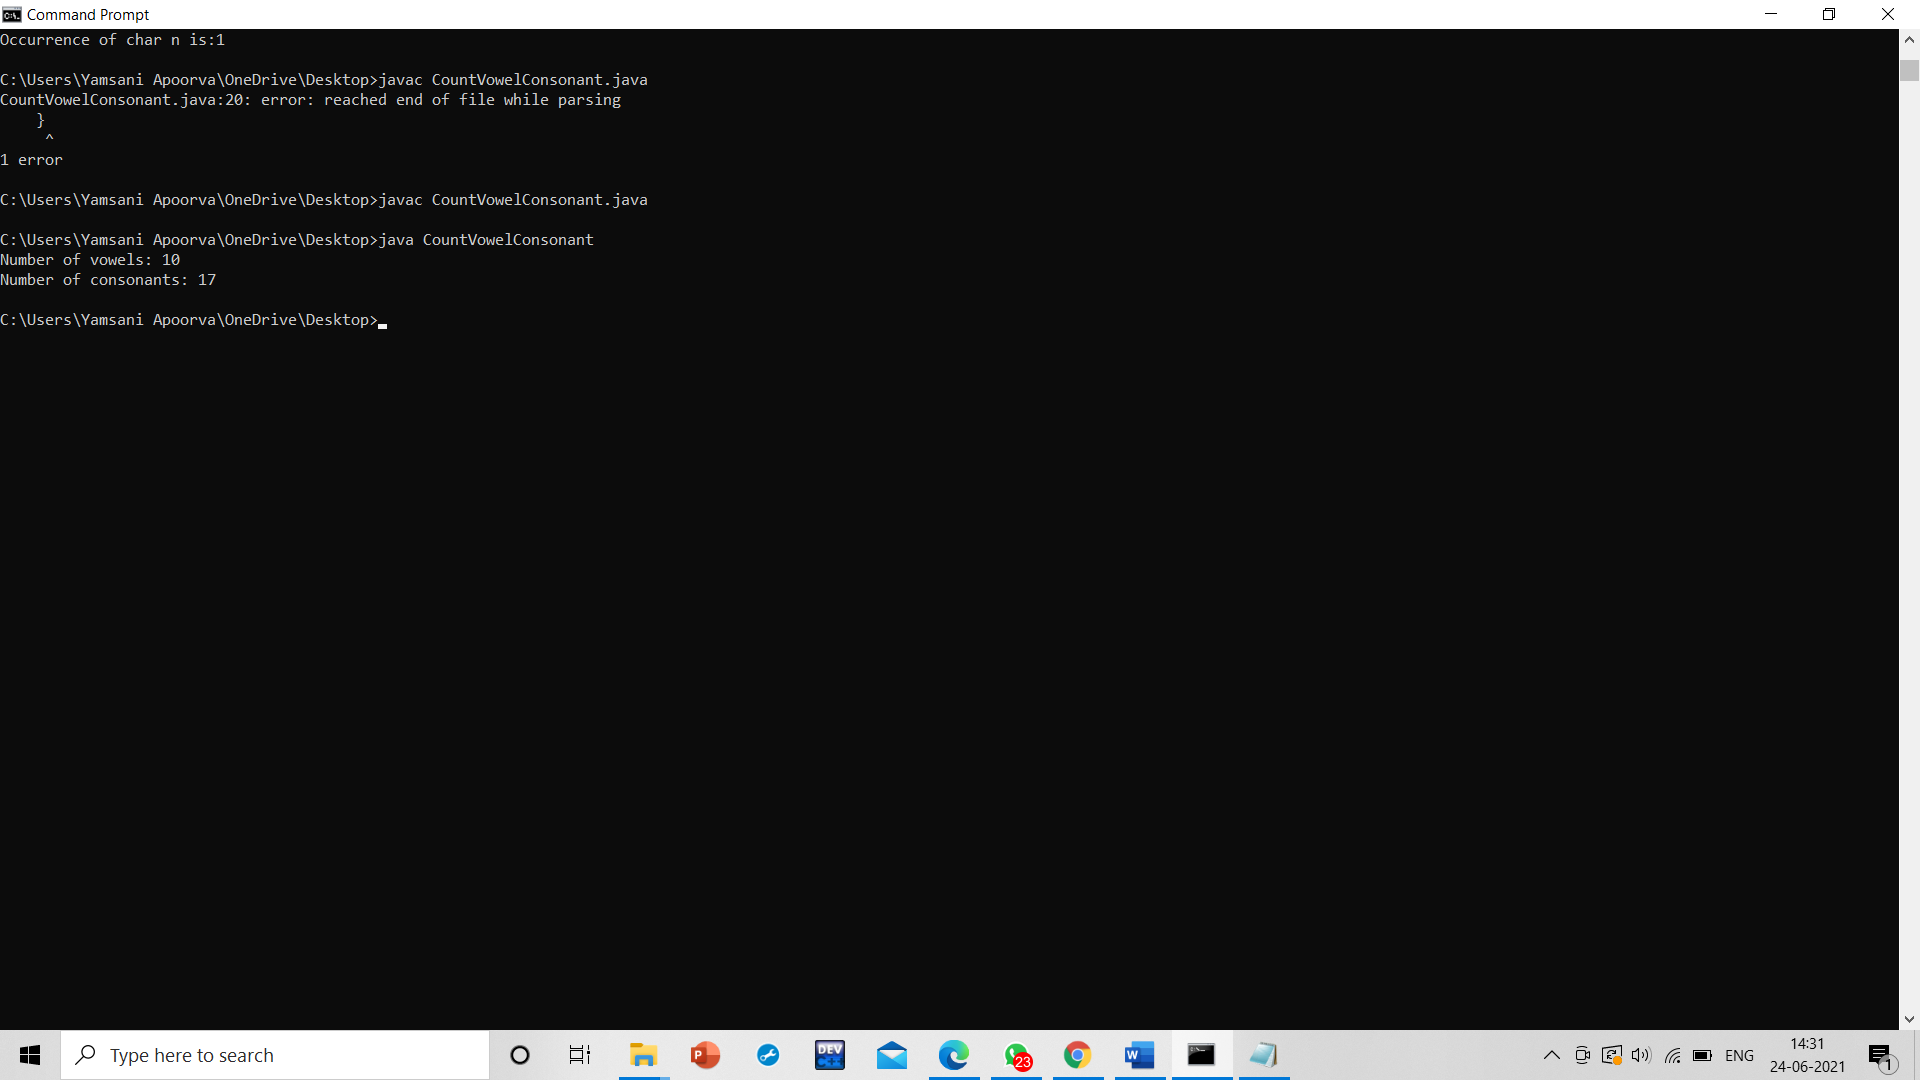 Command Prompt
Occurrence of char n is:1
C:\Users\Yamsani Apoorva\OneDrive\Desktop>javac CountVowelConsonant.java
CountVowelConsonant.java:20: error: reached end of file while parsing
    }
     ^
1 error
C:\Users\Yamsani Apoorva\OneDrive\Desktop>javac CountVowelConsonant.java
C:\Users\Yamsani Apoorva\OneDrive\Desktop>java CountVowelConsonant
Number of vowels: 10
Number of consonants: 17
C:\Users\Yamsani Apoorva\OneDrive\Desktop>
Type here to search
DEV C++
23
ENG
14:31
24-06-2021
1